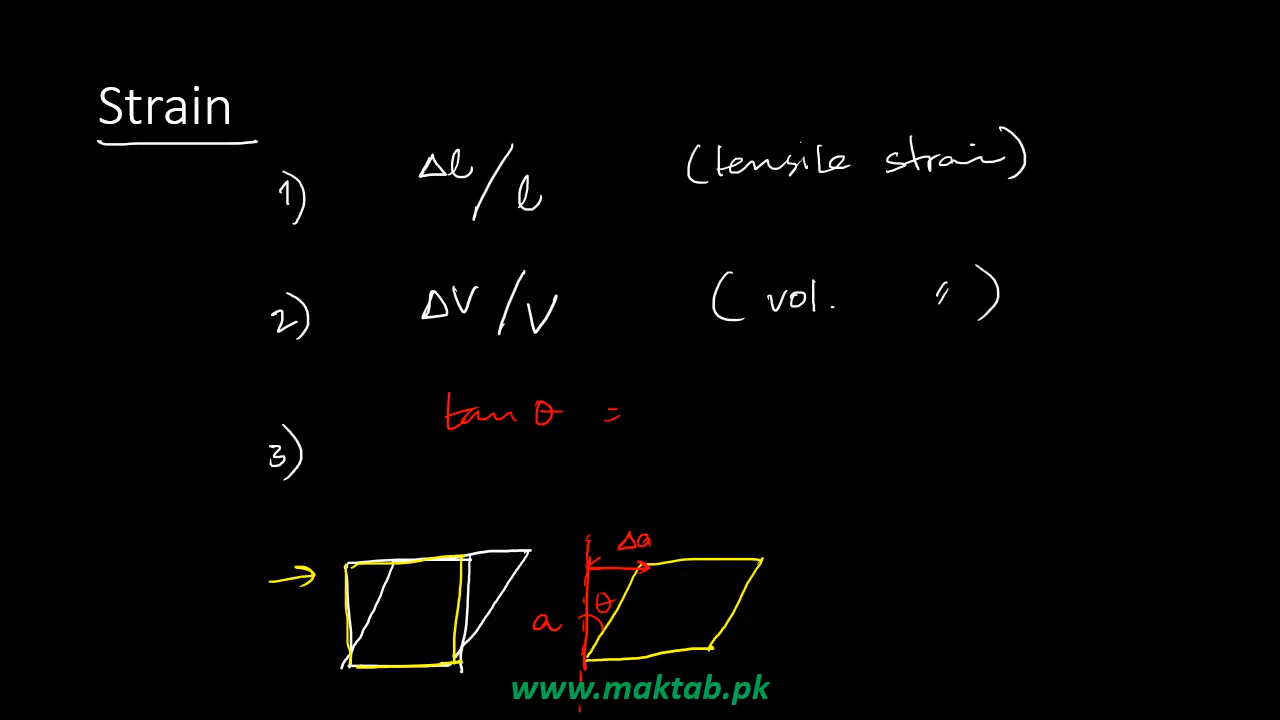 Strain
1) Δl/l (tensile strain)
2) ΔV/V (vol.〃)
3) tan θ =
Δa
θ
a
www.maktab.pk